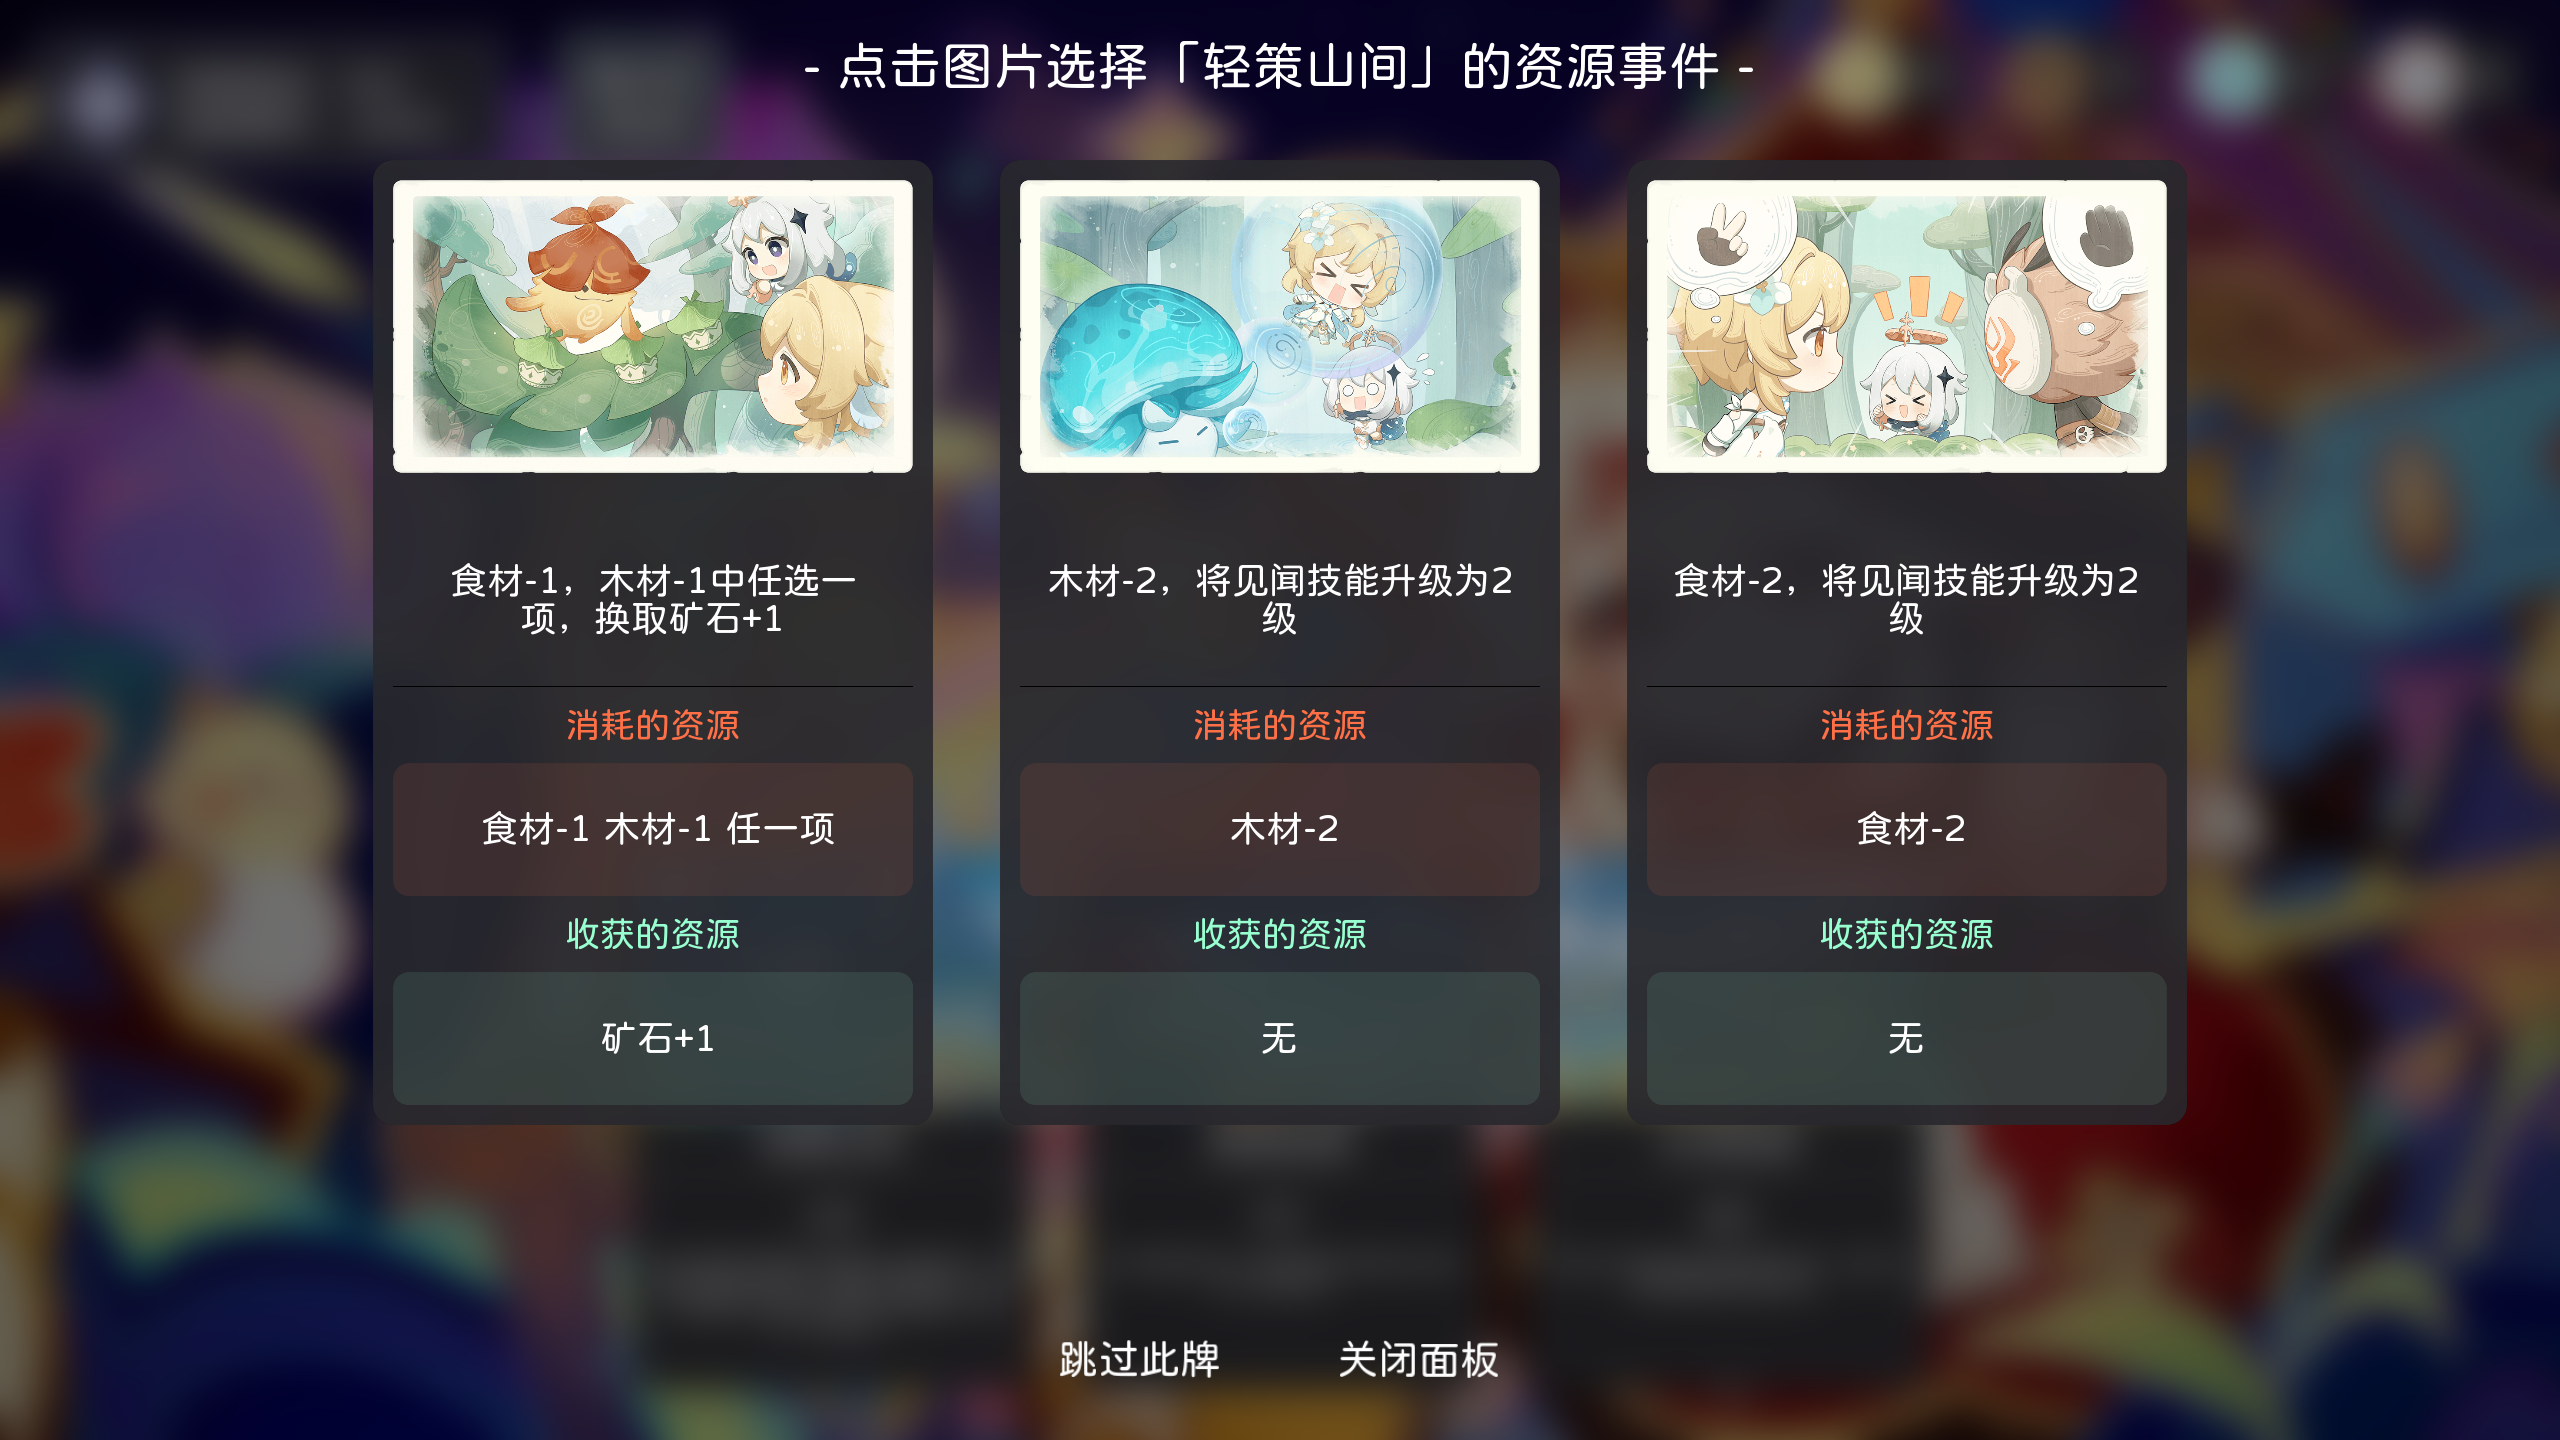 - 点击图片选择「轻策山间」的资源事件 -
食材-1，木材-1中任选一
项，换取矿石+1
消耗的资源
食材-1 木材-1 任一项
收获的资源
矿石+1
木材-2，将见闻技能升级为2
级
消耗的资源
木材-2
收获的资源
无
食材-2，将见闻技能升级为2
级
消耗的资源
食材-2
收获的资源
无
跳过此牌
关闭面板